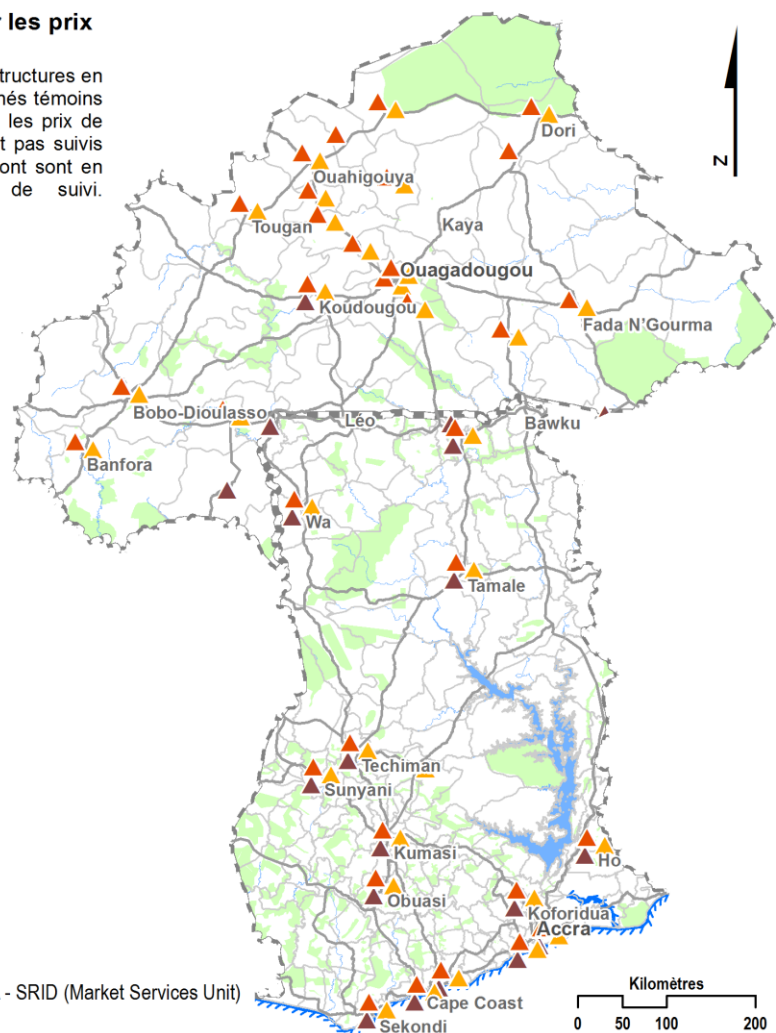 les prix
tructures en
nés témoins
les prix de
t pas suivis
ont sont en
de suivi.
Z
Dori
Ouahigouya
Tougan
Kaya
Ouagadougou
Koudougou
Fada N'Gourma
Bobo-Dioulasso
Léo
Bawku
Banfora
Wa
Tamale
Techiman
Sunyani
Kumasi
Ho
Obuasi
Koforidua
Accra
- SRID (Market Services Unit)
Cape Coast
Sekondi
Kilomètres
0 50 100 200